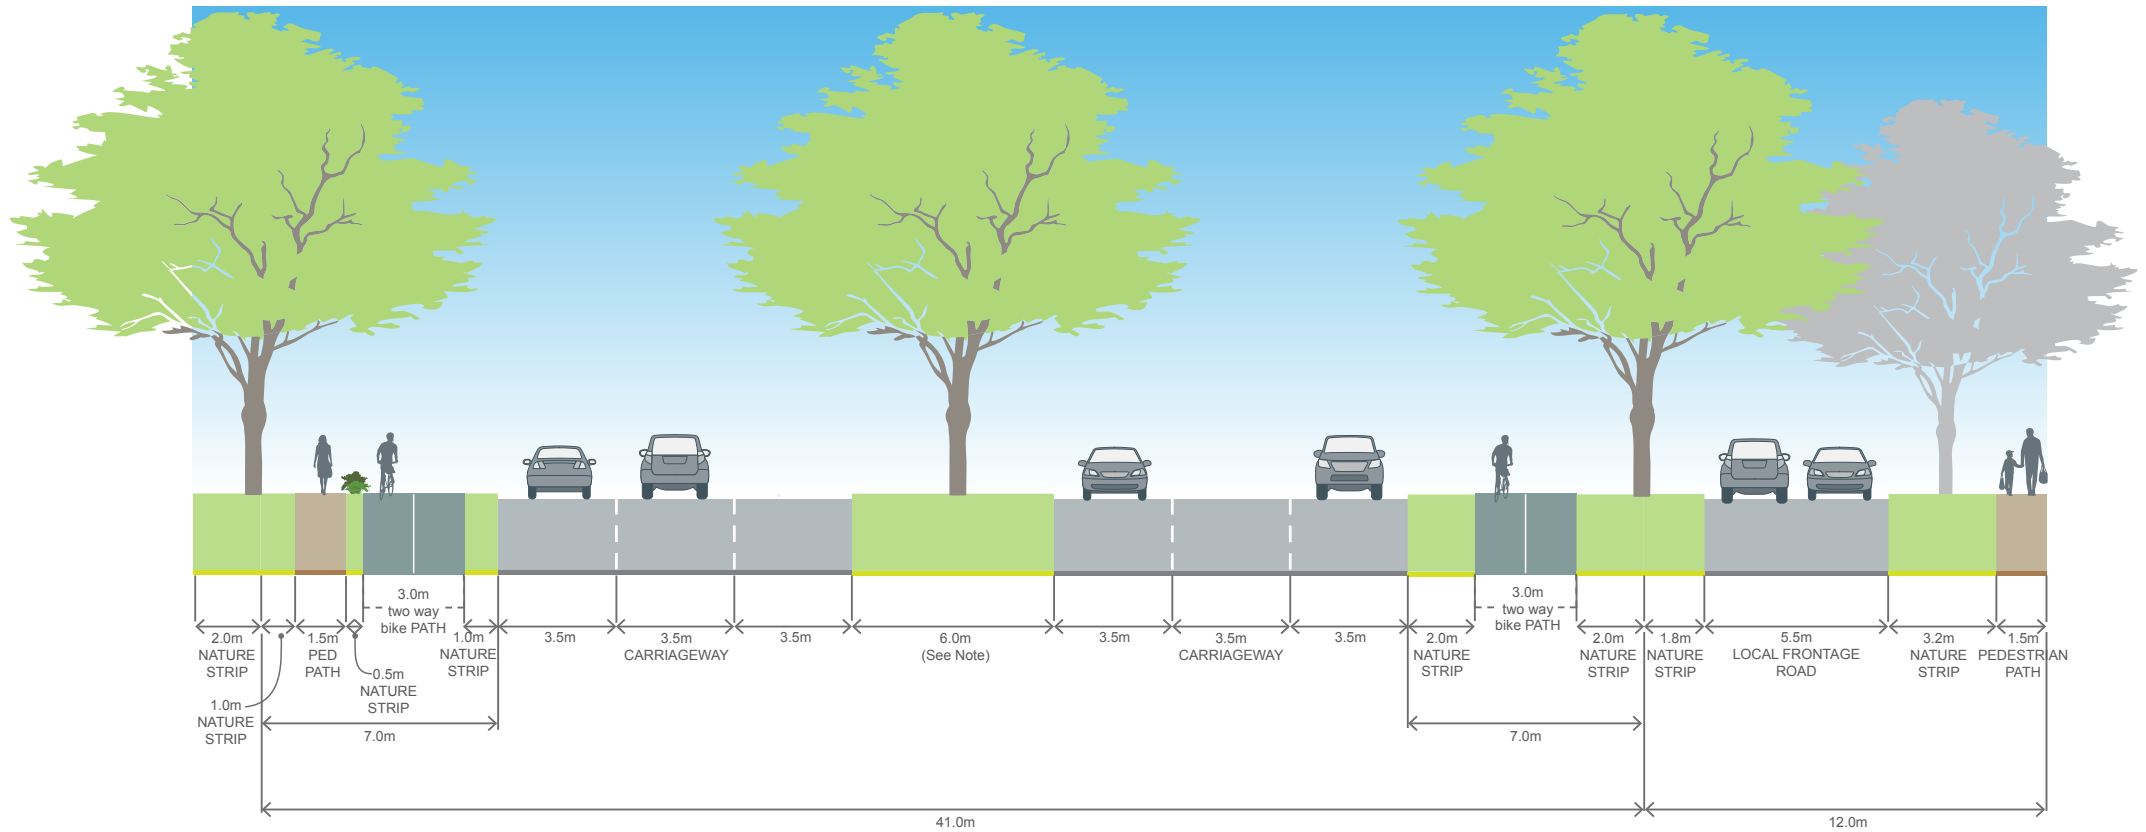 3.0m
two way
bike PATH
3.0m
two way
bike PATH
2.0m
NATURE
STRIP
1.5m
PED
PATH
1.0m
NATURE
STRIP
3.5m
3.5m
3.5m
CARRIAGEWAY
6.0m
(See Note)
3.5m
3.5m
3.5m
CARRIAGEWAY
2.0m
NATURE
STRIP
2.0m
NATURE
STRIP
1.8m
NATURE
STRIP
5.5m
LOCAL FRONTAGE
ROAD
3.2m
NATURE
STRIP
1.5m
PEDESTRIAN
PATH
0.5m
NATURE
STRIP
1.0m
NATURE
STRIP
7.0m
7.0m
41.0m
12.0m